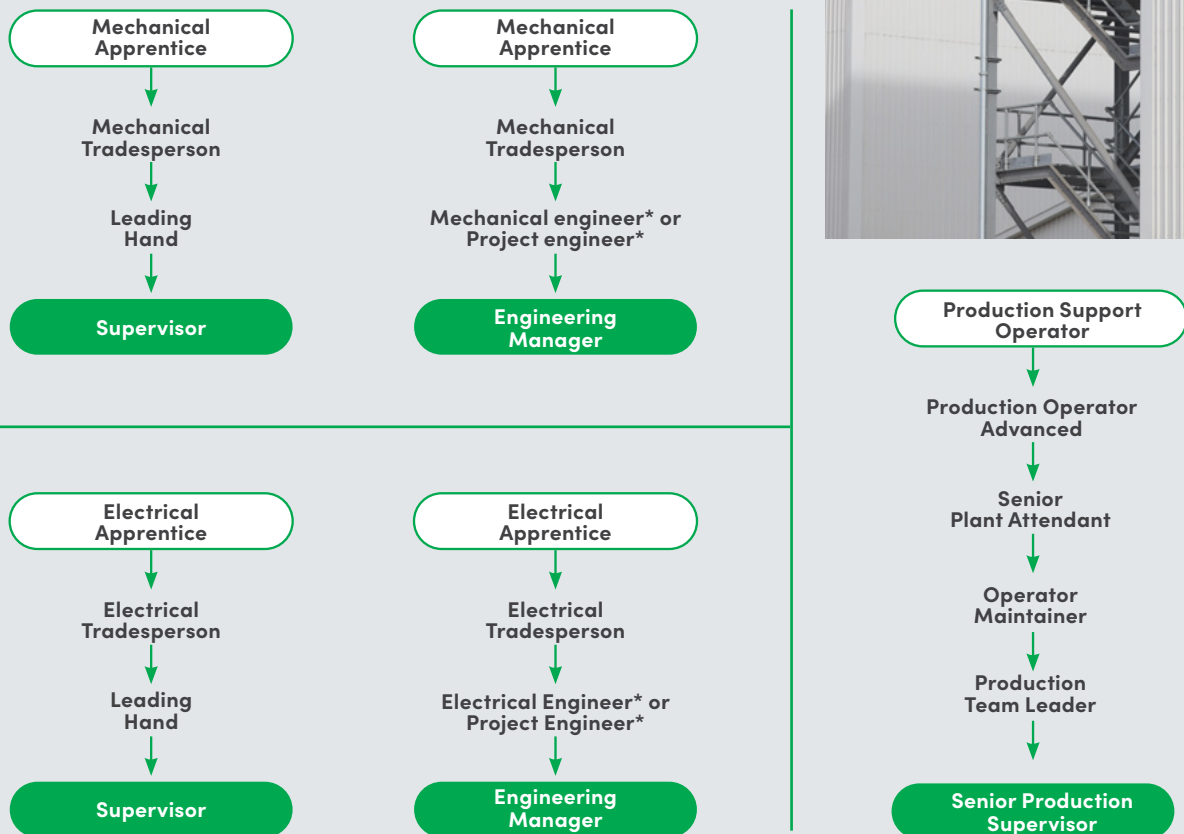 Mechanical
Apprentice
Mechanical
Tradesperson
Leading
Hand
Supervisor
Mechanical
Apprentice
Mechanical
Tradesperson
Mechanical engineer* or
Project engineer*
Engineering
Manager
Electrical
Apprentice
Electrical
Tradesperson
Leading
Hand
Supervisor
Electrical
Apprentice
Electrical
Tradesperson
Electrical Engineer* or
Project Engineer*
Engineering
Manager
Production Support
Operator
Production Operator
Advanced
Senior
Plant Attendant
Operator
Maintainer
Production
Team Leader
Senior Production
Supervisor